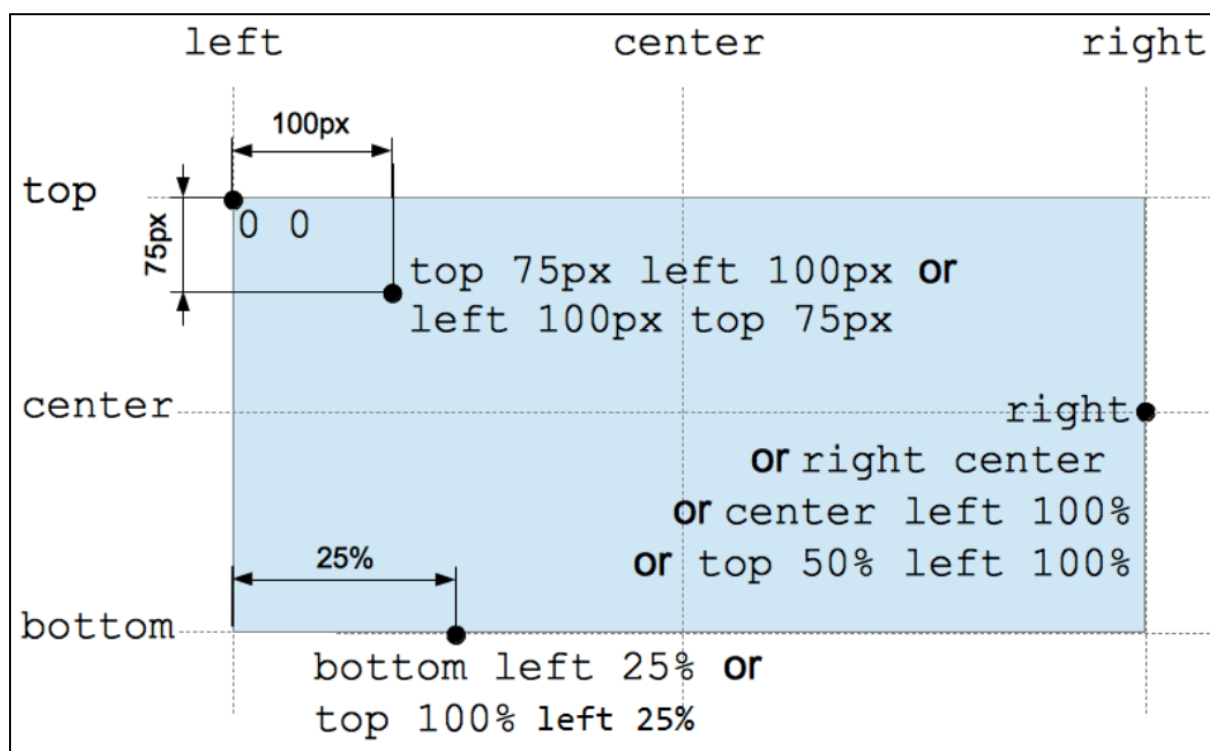 left center right
100px
top
0 0
75px
top 75px left 100px or
left 100px top 75px
center
right
or right center
or center left 100%
or top 50% left 100%
25%
bottom
bottom left 25% or
top 100% left 25%